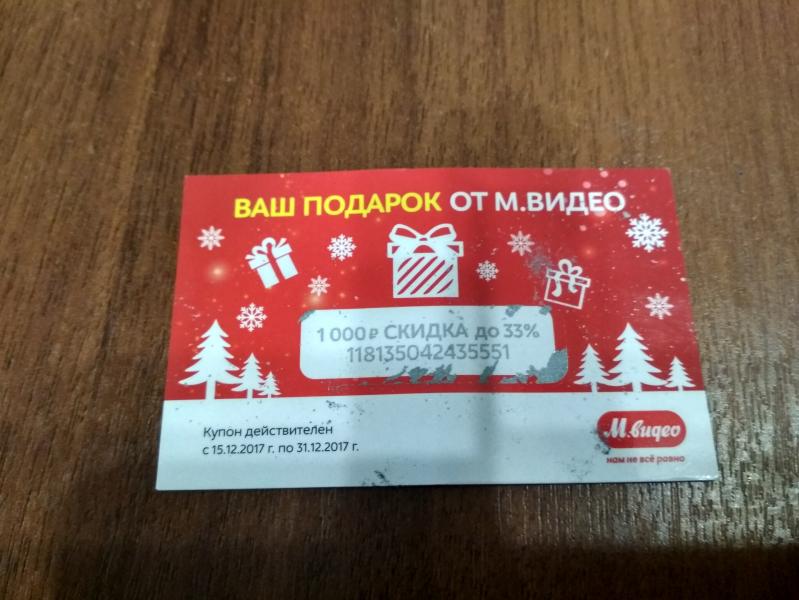 ВАШ ПОДАРОК ОТ М.ВИДЕО
1 000 ₽ СКИДКА до 33%
118135042435551
Купон действителен
с 15.12.2017 г. по 31.12.2017 г.
М.видео
нам не всё равно